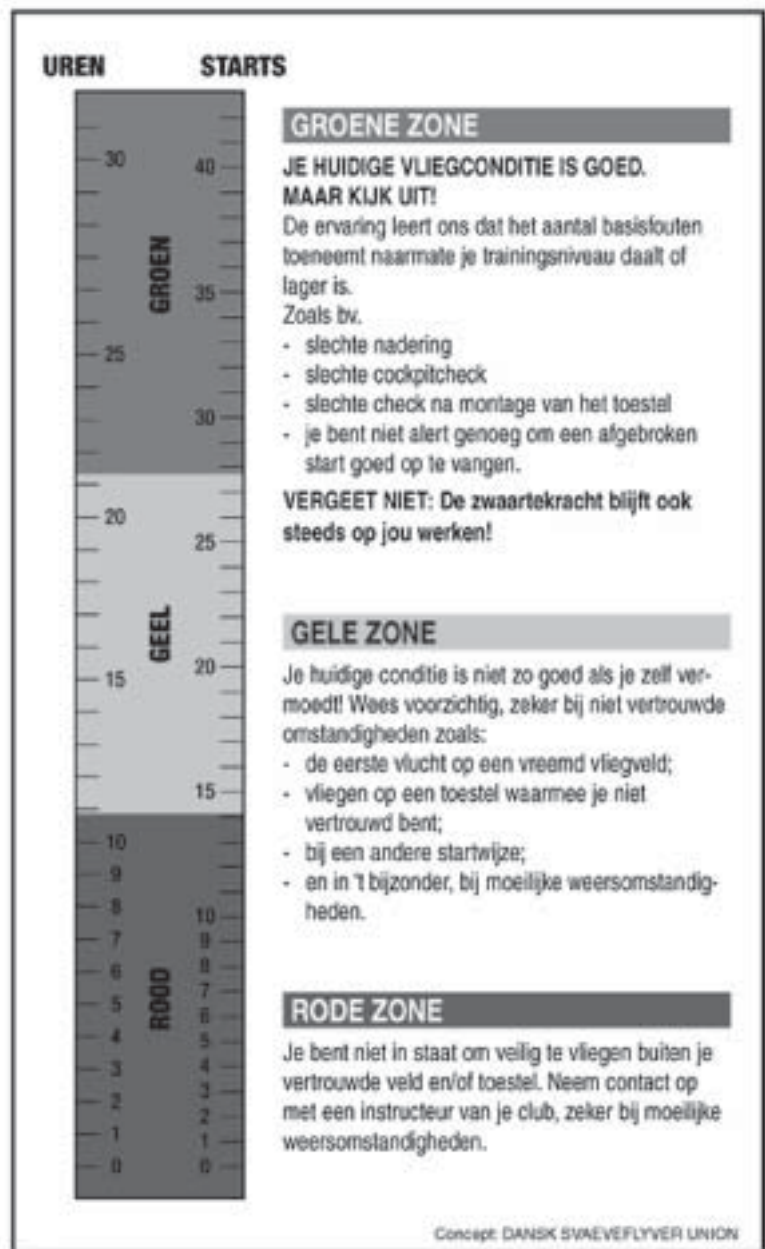 UREN STARTS
30
40
GROEN
35
25
30
20
25
GEEL
20
15
15
10
9
8
10
7
9
6
8
ROOD
7
5
6
4
5
3
4
3
2
2
1
1
0
0
GROENE ZONE
JE HUIDIGE VLIEGCONDITIE IS GOED.
MAAR KIJK UIT!
De ervaring leert ons dat het aantal basisfouten
toeneemt naarmate je trainingsniveau daalt of
lager is.
Zoals bv.
- slechte nadering
- slechte cockpitcheck
- slechte check na montage van het toestel
- je bent niet alert genoeg om een afgebroken
start goed op te vangen.
VERGEET NIET: De zwaartekracht blijft ook
steeds op jou werken!
GELE ZONE
Je huidige conditie is niet zo goed als je zelf ver-
moedt! Wees voorzichtig, zeker bij niet vertrouwde
omstandigheden zoals:
- de eerste vlucht op een vreemd vliegveld;
- vliegen op een toestel waarmee je niet
vertrouwd bent;
- bij een andere startwijze;
- en in 't bijzonder, bij moeilijke weersomstandig-
heden.
RODE ZONE
Je bent niet in staat om veilig te vliegen buiten je
vertrouwde veld en/of toestel. Neem contact op
met een instructeur van je club, zeker bij moeilijke
weersomstandigheden.
Concept: DANSK SVAEVEFLYVER UNION